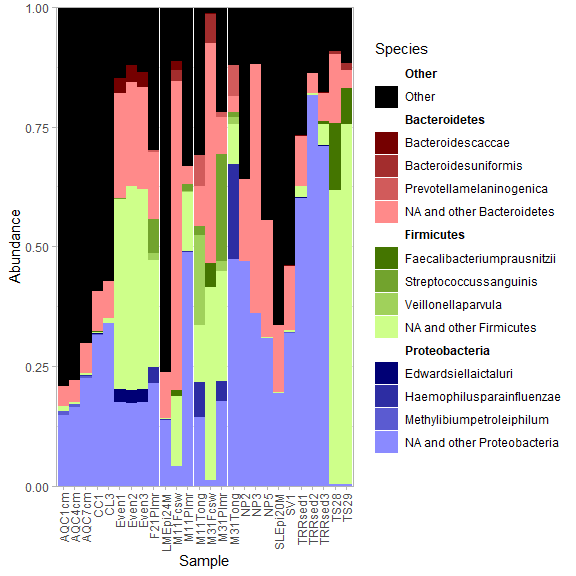 1.00
0.75
0.50
0.25
0.00
Abundance
AQC1cm
AQC4cm
AQC7cm
CC1
CL3
Even1
Even2
Even3
F21Plmr
LMEpi24M
M11Fcsw
M11Plmr
M11Tong
M31Fcsw
M31Plmr
M31Tong
NP2
NP3
NP5
SLEpi20M
SV1
TRRsed1
TRRsed2
TRRsed3
TS28
TS29
Sample
Species
Other
Other
Bacteroidetes
Bacteroidescaccae
Bacteroidesuniformis
Prevotellamelaninogenica
NA and other Bacteroidetes
Firmicutes
Faecalibacteriumprausnitzii
Streptococcussanguinis
Veillonellaparvula
NA and other Firmicutes
Proteobacteria
Edwardsiellaictaluri
Haemophilusparainfluenzae
Methylibiumpetroleiphilum
NA and other Proteobacteria